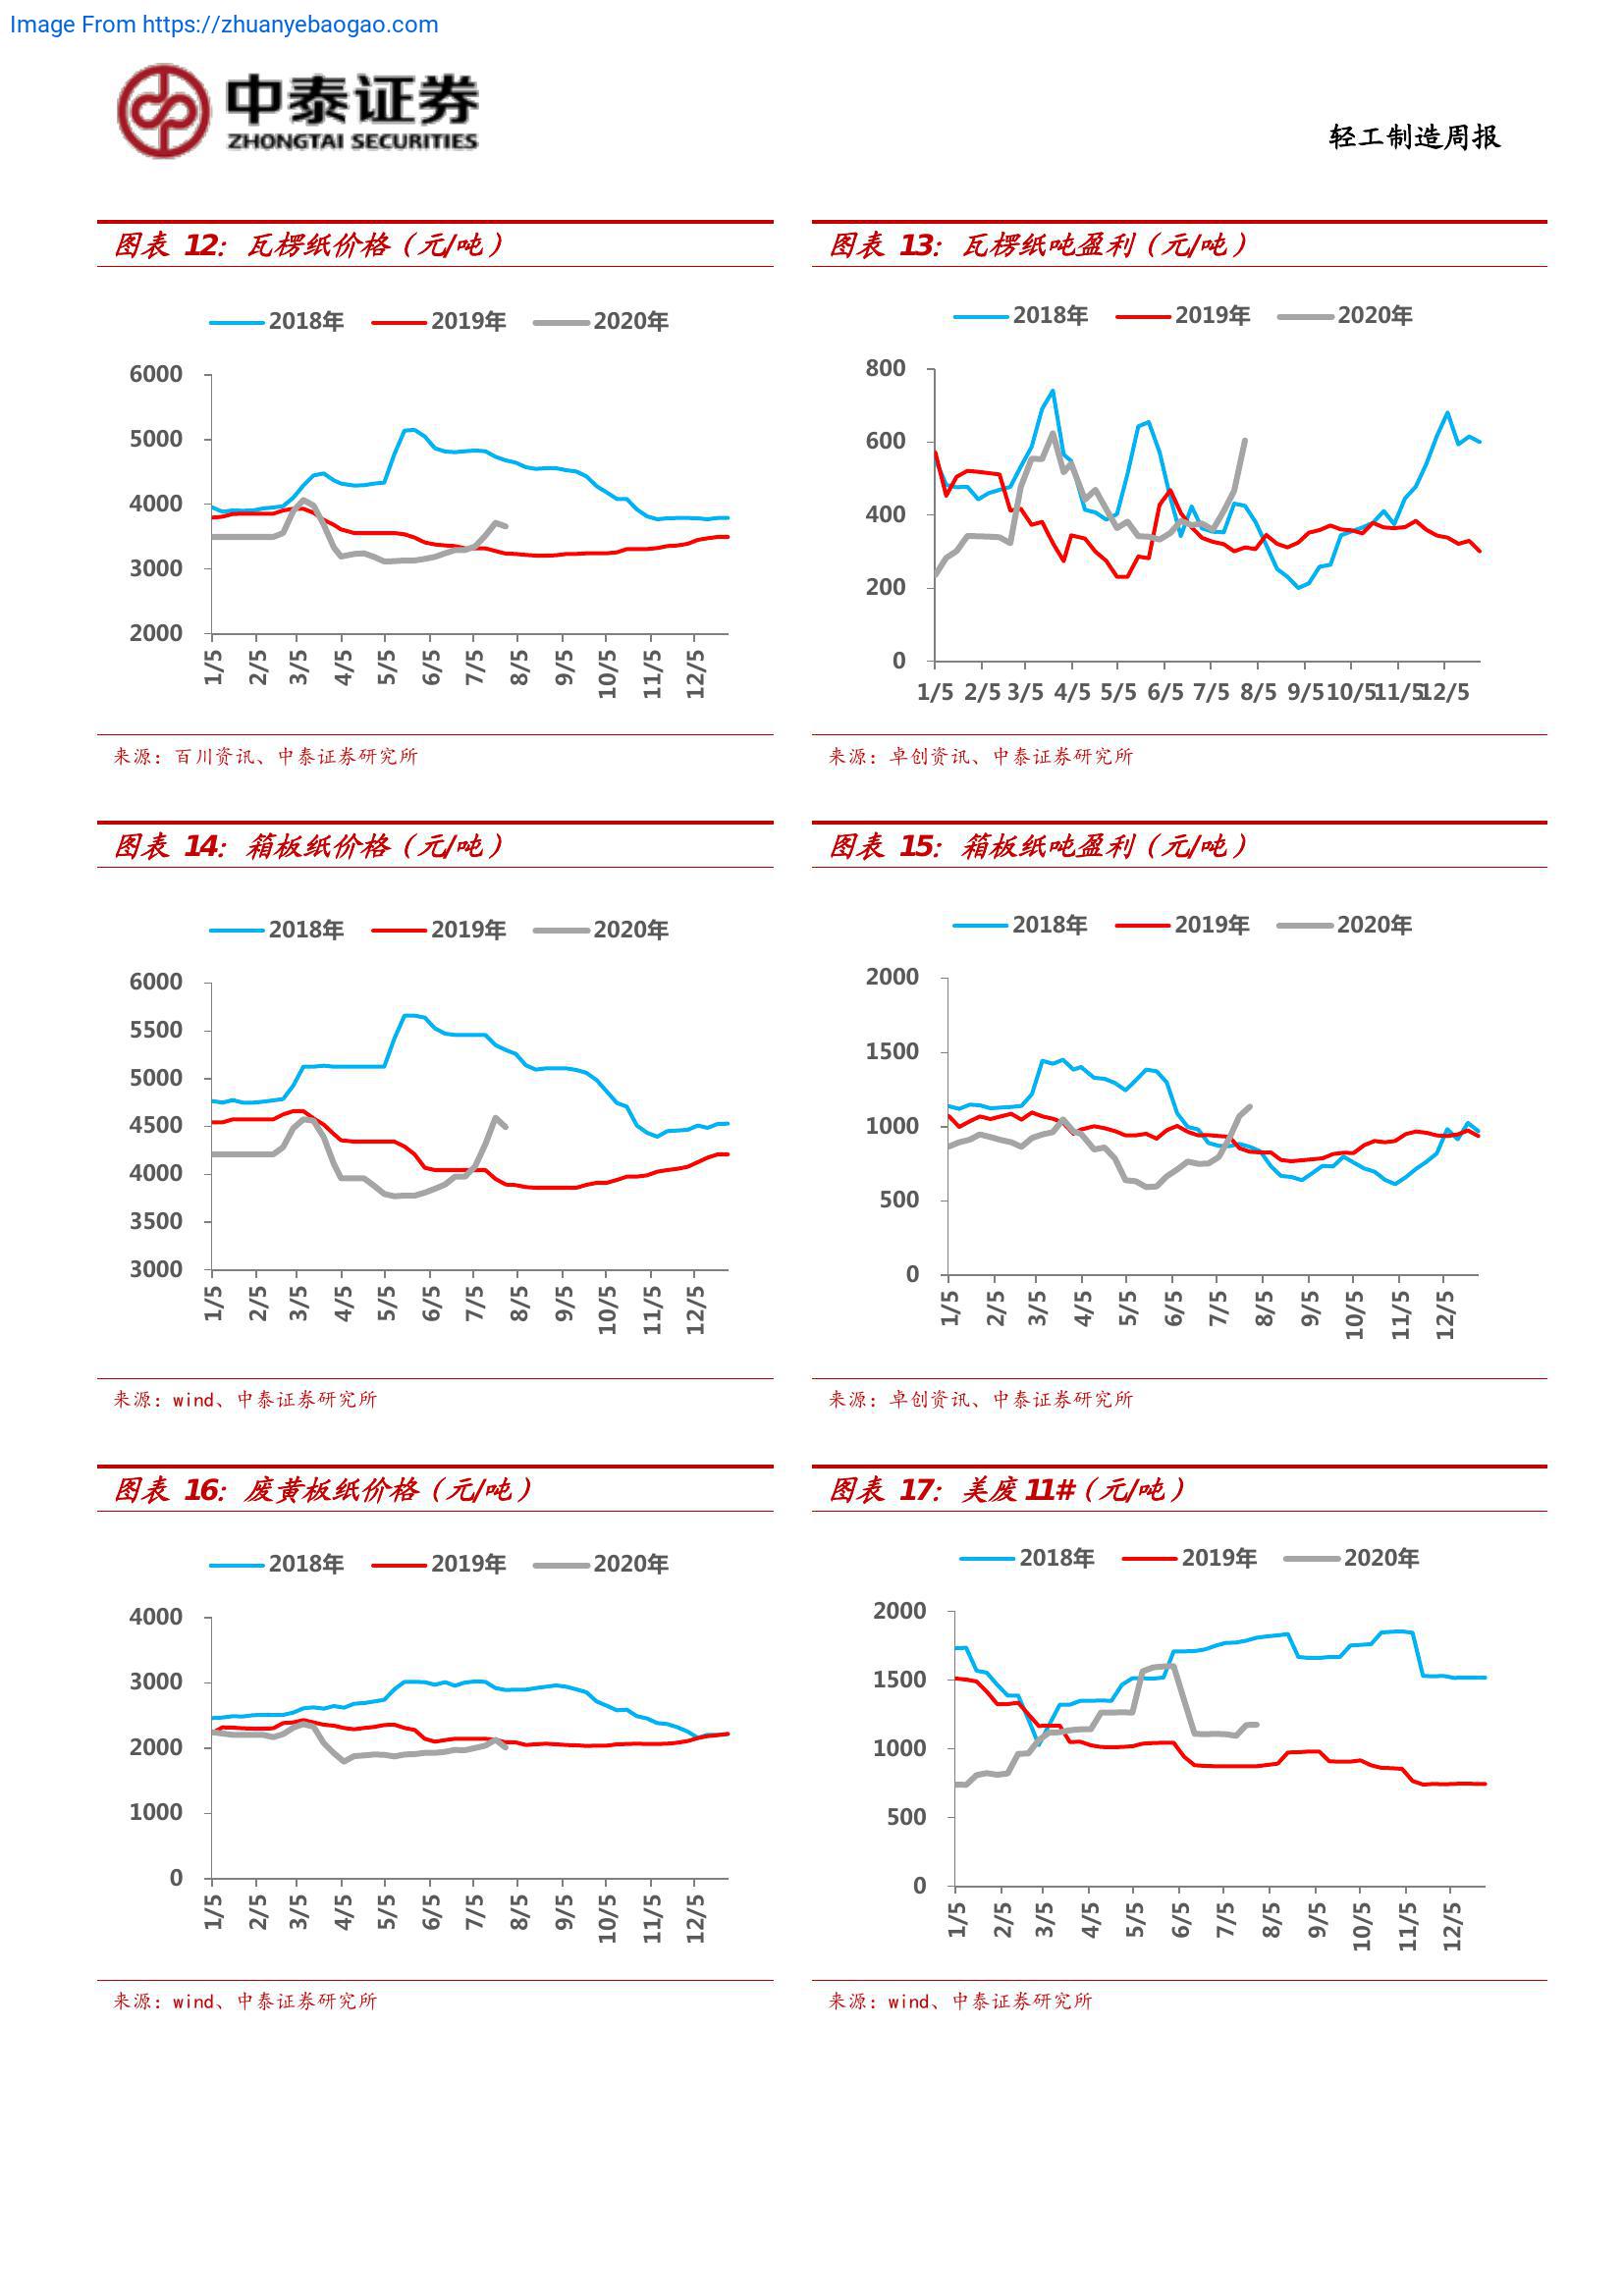 Image From https://zhuanyebaogao.com
中泰证券
ZHONGTAI SECURITIES
轻工制造周报
图表 12：瓦楞纸价格（元/吨）
2018年 2019年 2020年
6000
5000
4000
3000
2000
1/5 2/5 3/5 4/5 5/5 6/5 7/5 8/5 9/5 10/5 11/5 12/5
来源：百川资讯、中泰证券研究所
图表 13：瓦楞纸吨盈利（元/吨）
2018年 2019年 2020年
800
600
400
200
0
1/5 2/5 3/5 4/5 5/5 6/5 7/5 8/5 9/5 10/5 11/5 12/5
来源：卓创资讯、中泰证券研究所
图表 14：箱板纸价格（元/吨）
2018年 2019年 2020年
6000
5500
5000
4500
4000
3500
3000
1/5 2/5 3/5 4/5 5/5 6/5 7/5 8/5 9/5 10/5 11/5 12/5
来源：wind、中泰证券研究所
图表 15：箱板纸吨盈利（元/吨）
2018年 2019年 2020年
2000
1500
1000
500
0
1/5 2/5 3/5 4/5 5/5 6/5 7/5 8/5 9/5 10/5 11/5 12/5
来源：卓创资讯、中泰证券研究所
图表 16：废黄板纸价格（元/吨）
2018年 2019年 2020年
4000
3000
2000
1000
0
1/5 2/5 3/5 4/5 5/5 6/5 7/5 8/5 9/5 10/5 11/5 12/5
来源：wind、中泰证券研究所
图表 17：美废 11#（元/吨）
2018年 2019年 2020年
2000
1500
1000
500
0
1/5 2/5 3/5 4/5 5/5 6/5 7/5 8/5 9/5 10/5 11/5 12/5
来源：wind、中泰证券研究所